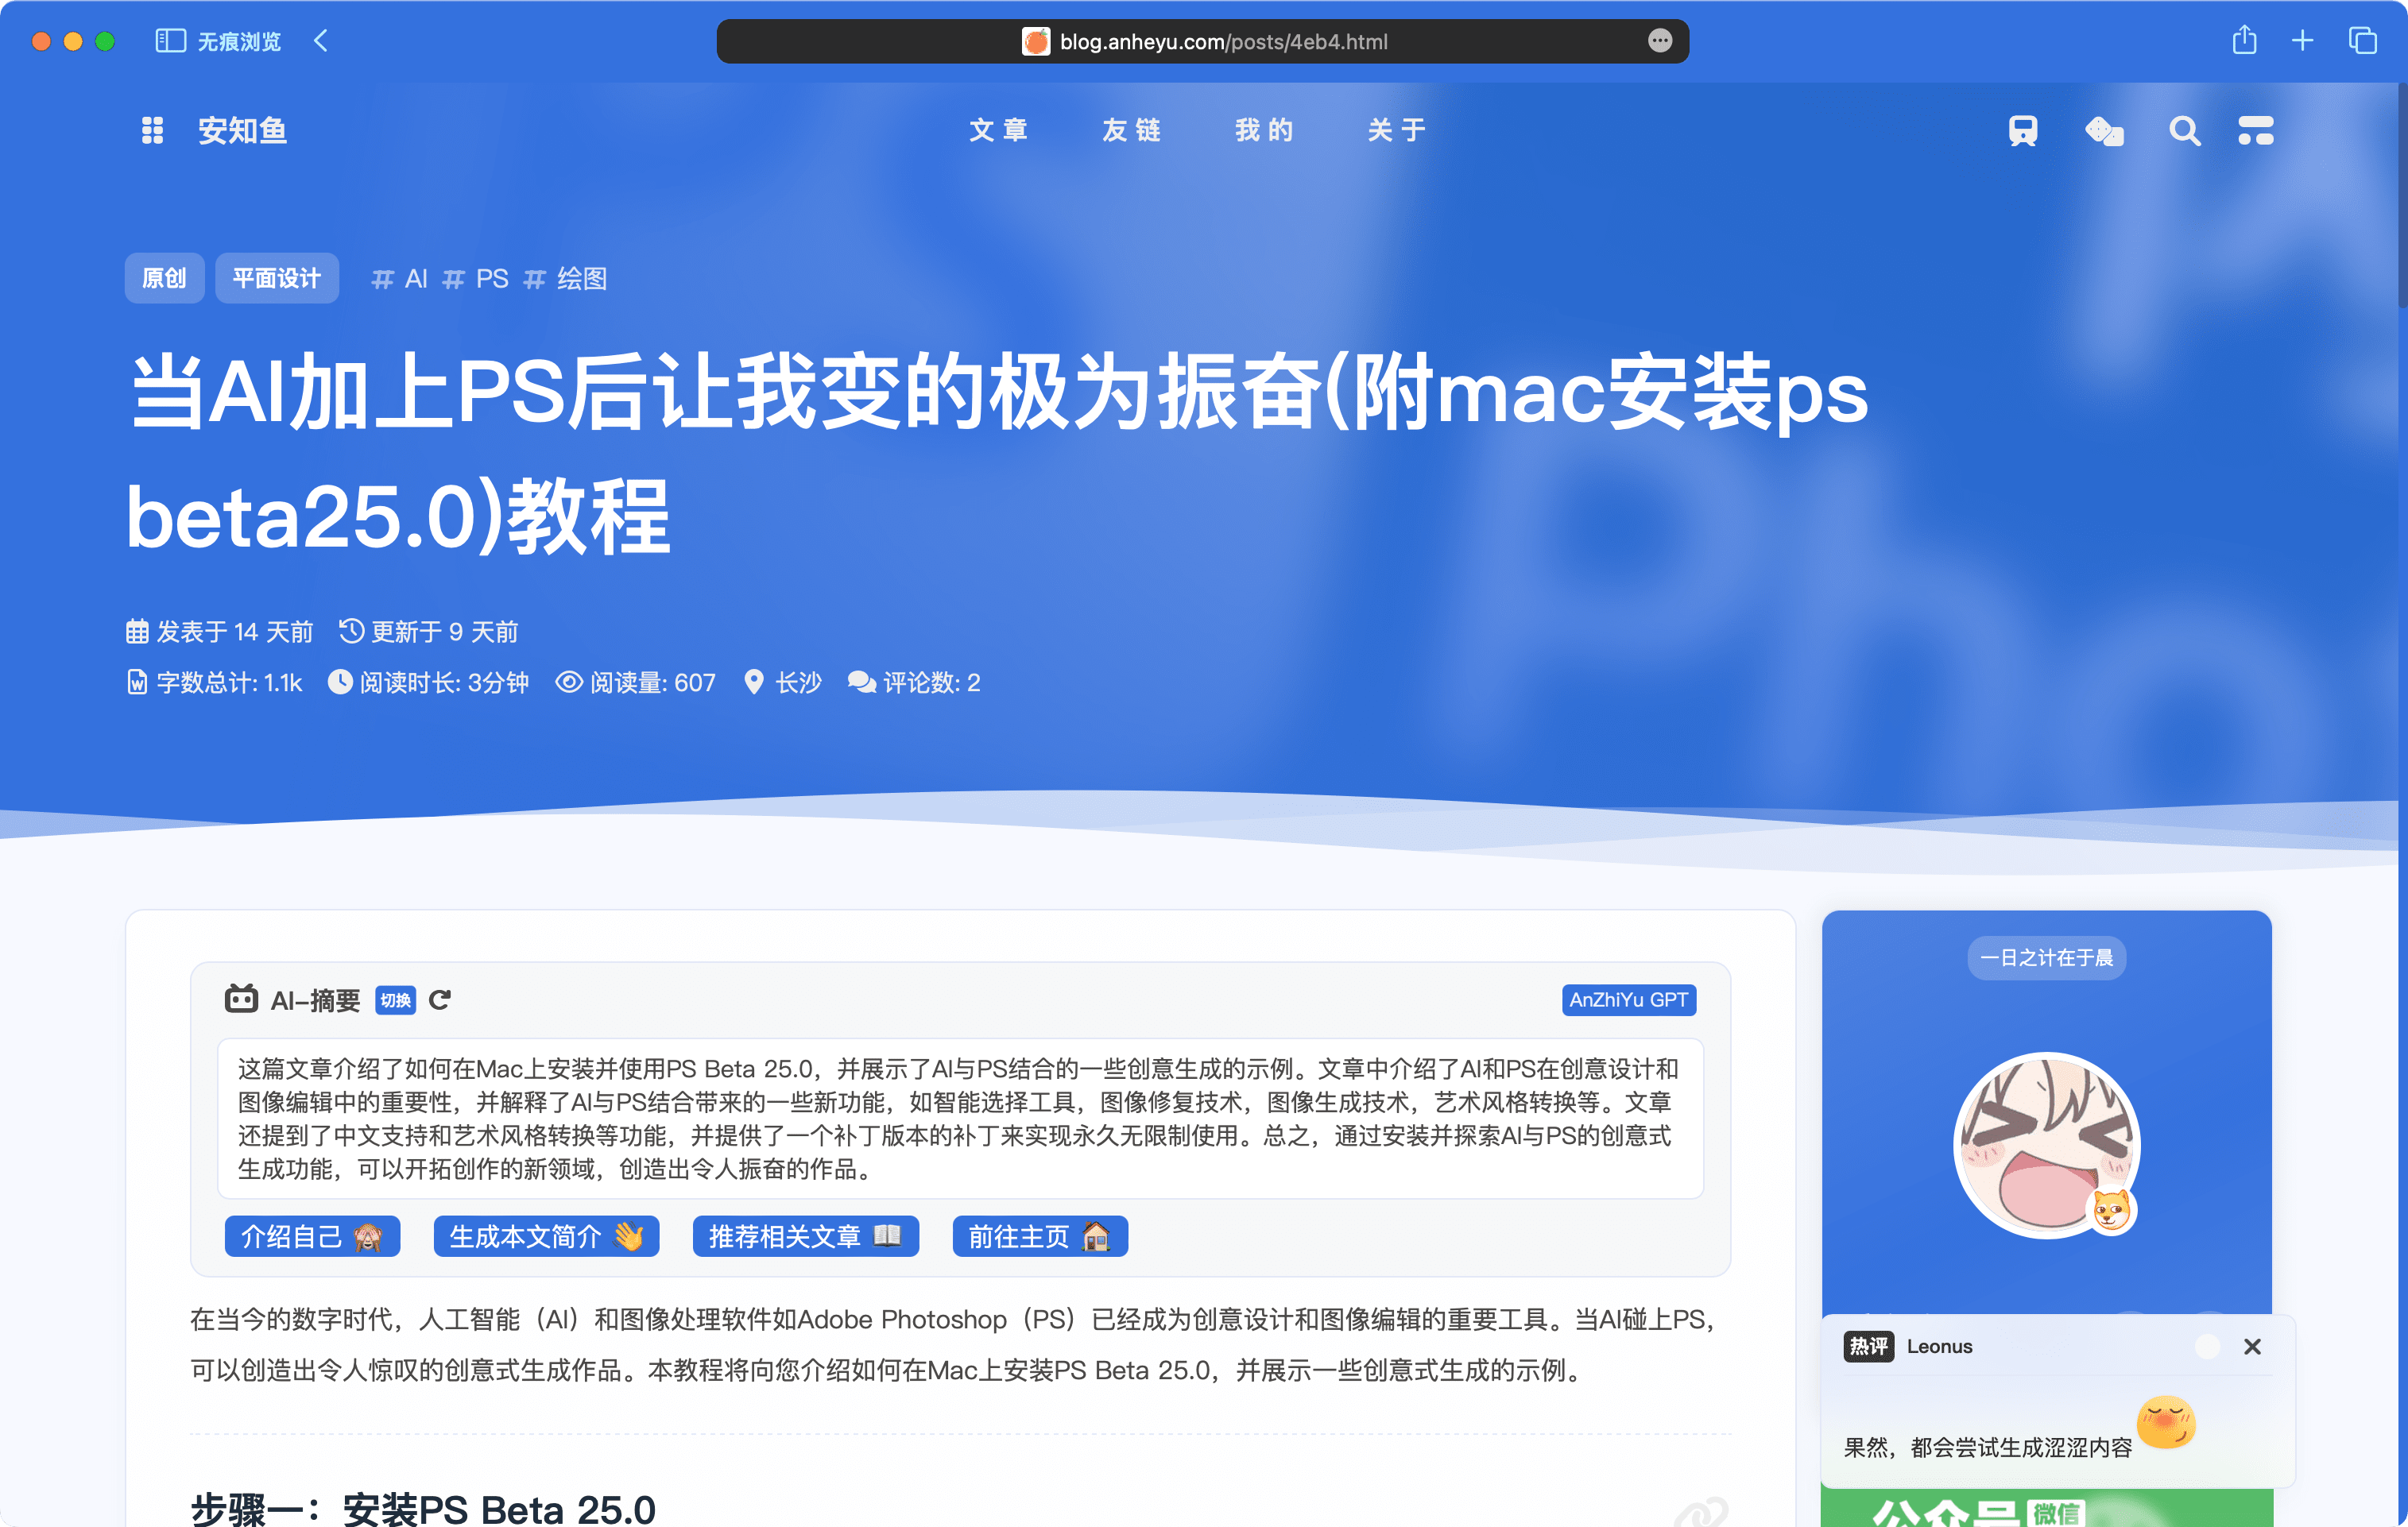 无痕浏览
blog.anheyu.com/posts/4eb4.html
安知鱼
文章 友链 我的 关于
原创 平面设计 # AI # PS # 绘图
当AI加上PS后让我变的极为振奋(附mac安装ps
beta25.0)教程
发表于 14 天前 更新于 9 天前
字数总计: 1.1k 阅读时长: 3分钟 阅读量: 607 长沙 评论数: 2
AI-摘要 切换 AnZhiYu GPT
这篇文章介绍了如何在Mac上安装并使用PS Beta 25.0，并展示了AI与PS结合的一些创意生成的示例。文章中介绍了AI和PS在创意设计和
图像编辑中的重要性，并解释了AI与PS结合带来的一些新功能，如智能选择工具，图像修复技术，图像生成技术，艺术风格转换等。文章
还提到了中文支持和艺术风格转换等功能，并提供了一个补丁版本的补丁来实现永久无限制使用。总之，通过安装并探索AI与PS的创意式
生成功能，可以开拓创作的新领域，创造出令人振奋的作品。
介绍自己 🙈 生成本文简介 👋 推荐相关文章 📖 前往主页 🏠
在当今的数字时代，人工智能（AI）和图像处理软件如Adobe Photoshop（PS）已经成为创意设计和图像编辑的重要工具。当AI碰上PS，
可以创造出令人惊叹的创意式生成作品。本教程将向您介绍如何在Mac上安装PS Beta 25.0，并展示一些创意式生成的示例。
步骤一：安装PS Beta 25.0
一日之计在于晨
热评 Leonus
果然，都会尝试生成涩涩内容
公众号 微信